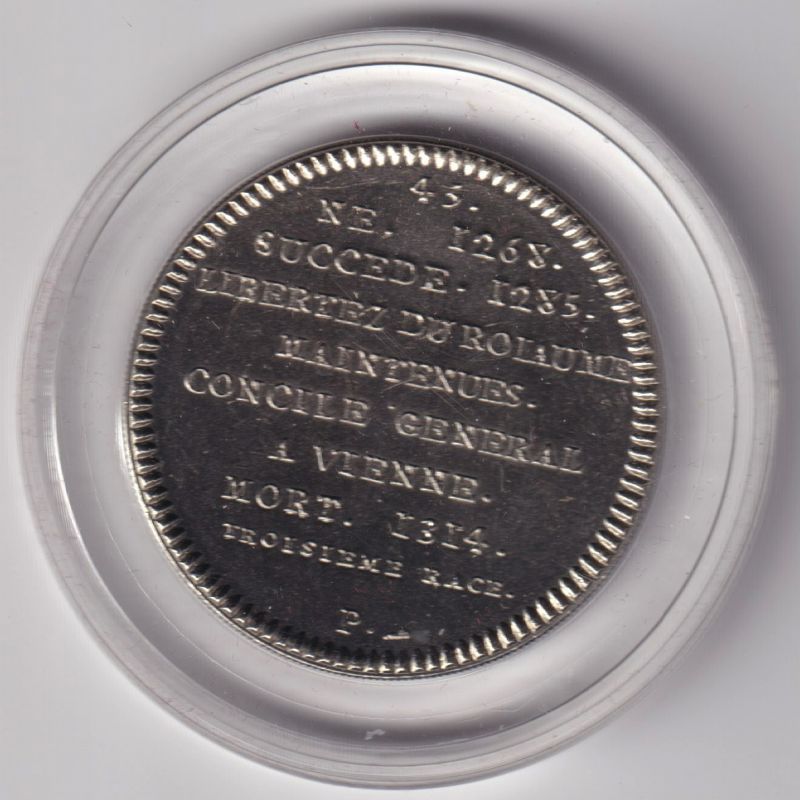 45.
NE. 1268.
SUCCEDE. 1285.
LIBERTEZ DU ROIAUME
MAINTENUES.
CONCILE GENERAL
A VIENNE.
MORT. 1314.
TROISIEME RACE.
P.